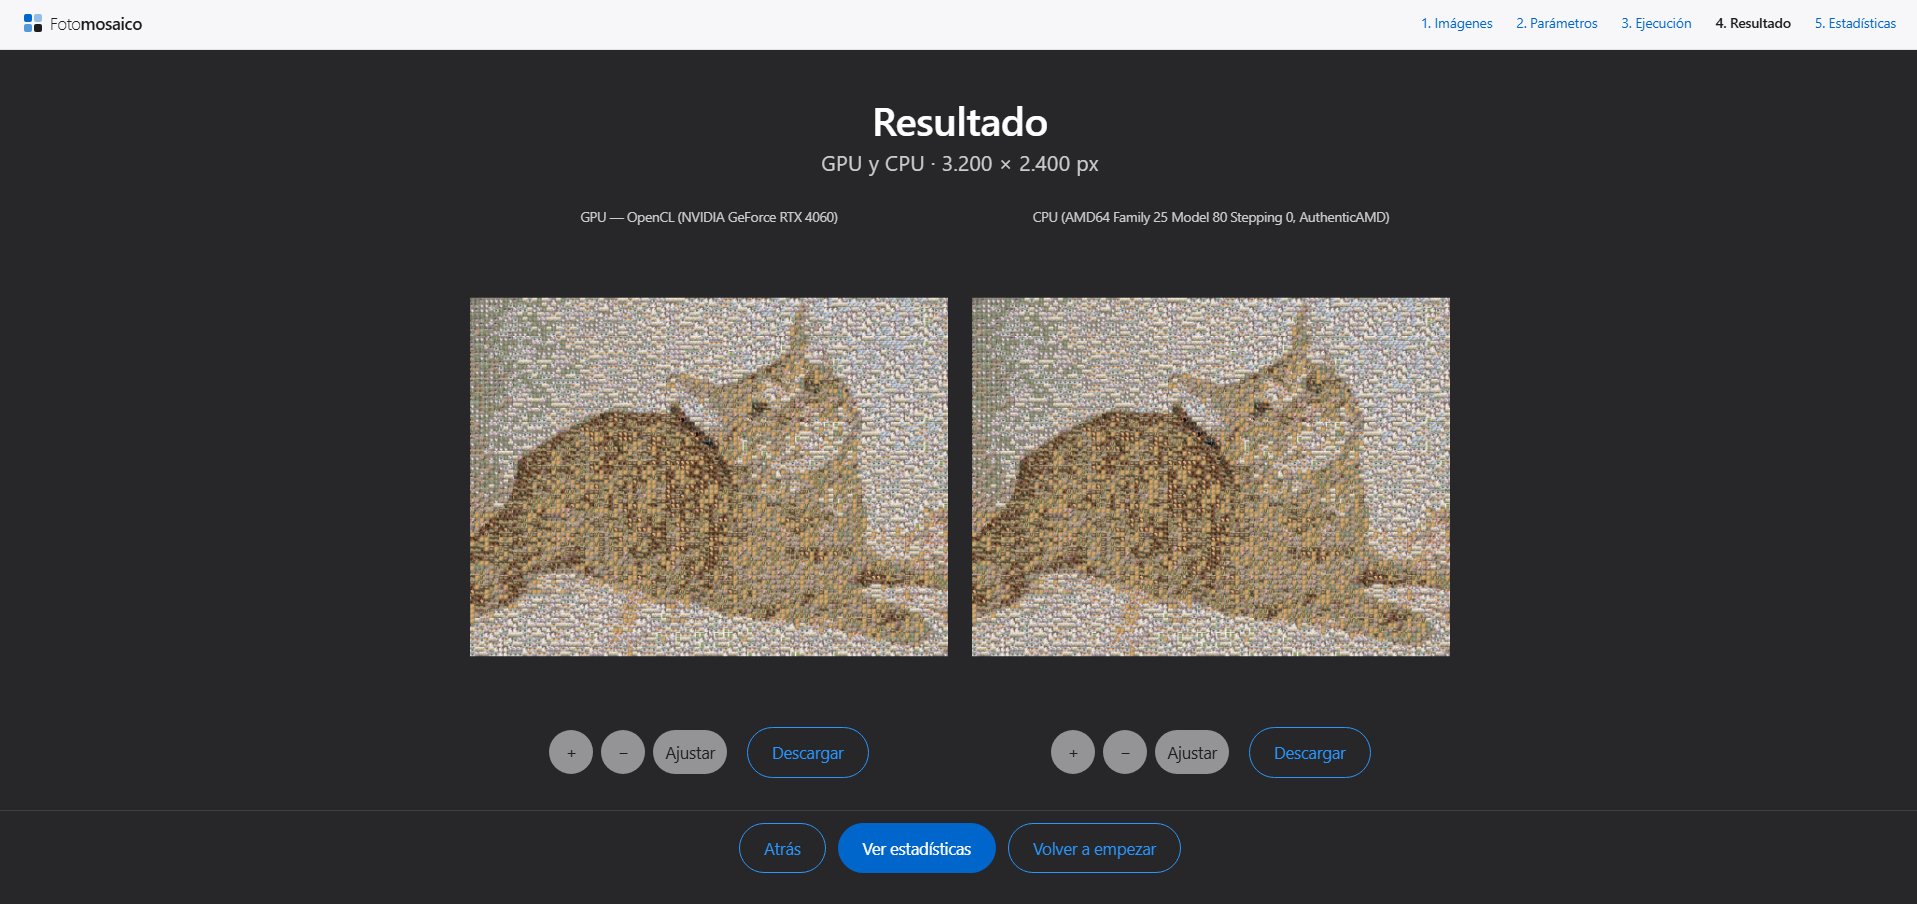 Fotomosaico
1. Imágenes 2. Parámetros 3. Ejecución 4. Resultado 5. Estadísticas
Resultado
GPU y CPU · 3.200 × 2.400 px
GPU — OpenCL (NVIDIA GeForce RTX 4060)
CPU (AMD64 Family 25 Model 80 Stepping 0, AuthenticAMD)
+ − Ajustar Descargar
+ − Ajustar Descargar
Atrás Ver estadísticas Volver a empezar